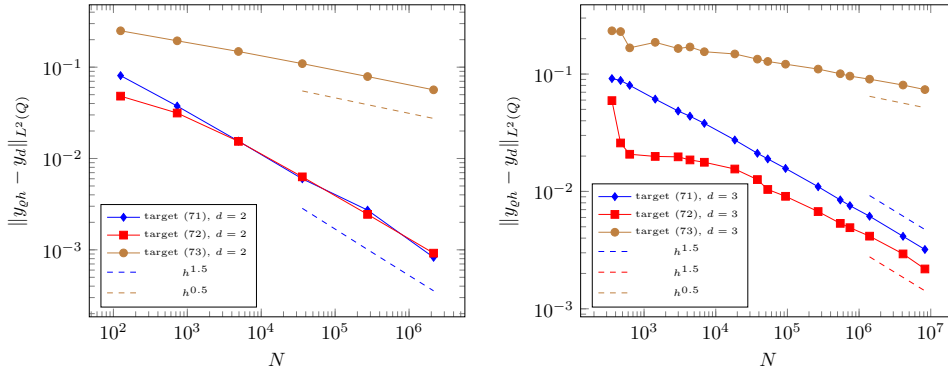 10^{-1}
10^{-2}
10^{-3}
10^2
10^3
10^4
10^5
10^6
N
\|y_{\varrho h} - y_d\|_{L^2(Q)}
target (71), d = 2
target (72), d = 2
target (73), d = 2
h^{1.5}
h^{0.5}
10^{-1}
10^{-2}
10^{-3}
10^3
10^4
10^5
10^6
10^7
N
\|y_{\varrho h} - y_d\|_{L^2(Q)}
target (71), d = 3
target (72), d = 3
target (73), d = 3
h^{1.5}
h^{1.5}
h^{0.5}